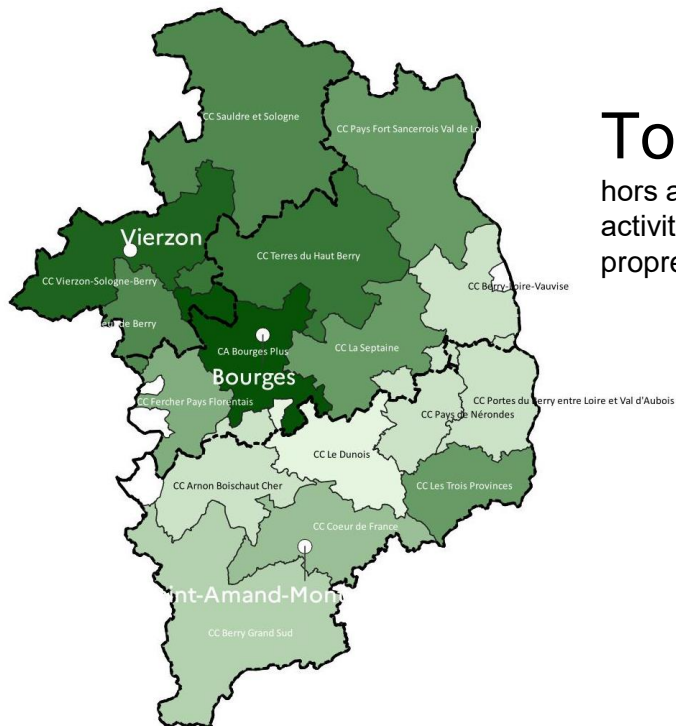 CC Sauldre et Sologne
CC Pays Fort Sancerrois Val de Lo
To
hors a
activit
propre
Vierzon
CC Terres du Haut Berry
CC Vierzon-Sologne-Berry
CC Berry-Loire-Vauvise
de Berry
CA Bourges Plus
CC La Septaine
Bourges
CC Fercher Pays Florentais
CC Portes du Berry entre Loire et Val d'Aubois
CC Pays de Nérondes
CC Le Dunois
CC Arnon Boischaut Cher
CC Les Trois Provinces
CC Coeur de France
int-Amand-Mon
CC Berry Grand Sud